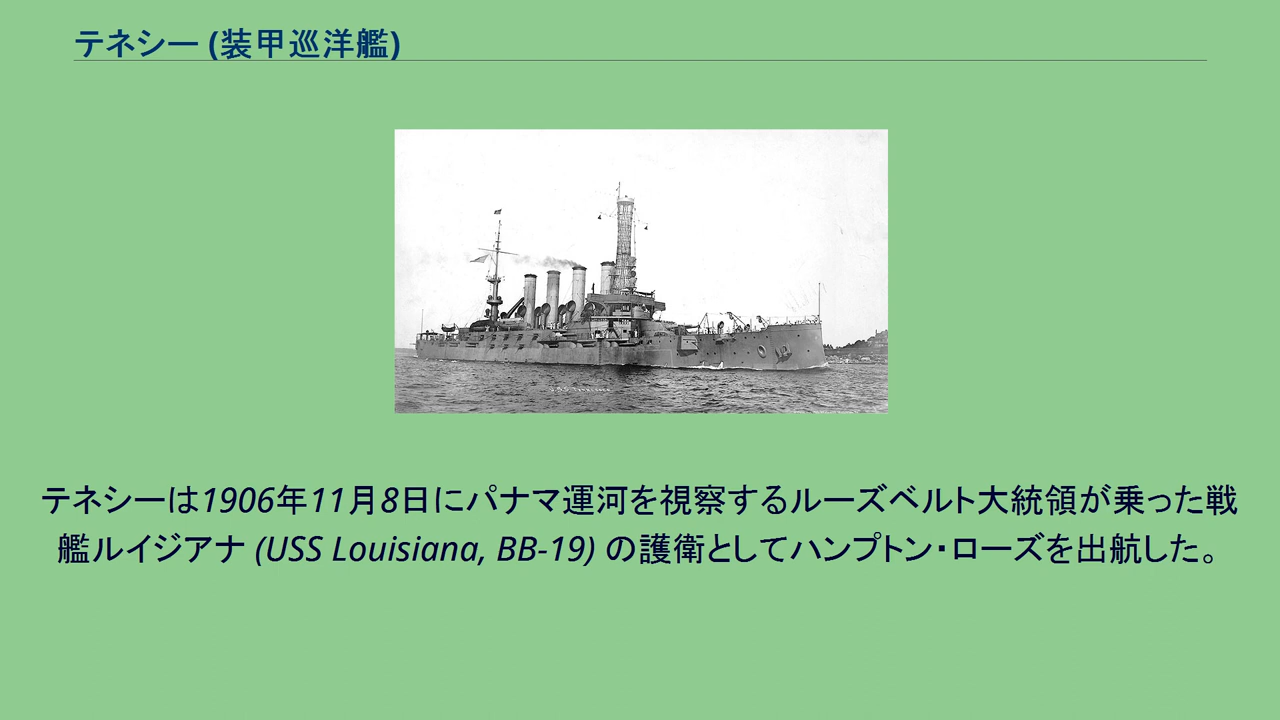 テネシー (装甲巡洋艦)
テネシーは1906年11月8日にパナマ運河を視察するルーズベルト大統領が乗った戦
艦ルイジアナ (USS Louisiana, BB-19) の護衛としてハンプトン・ローズを出航した。